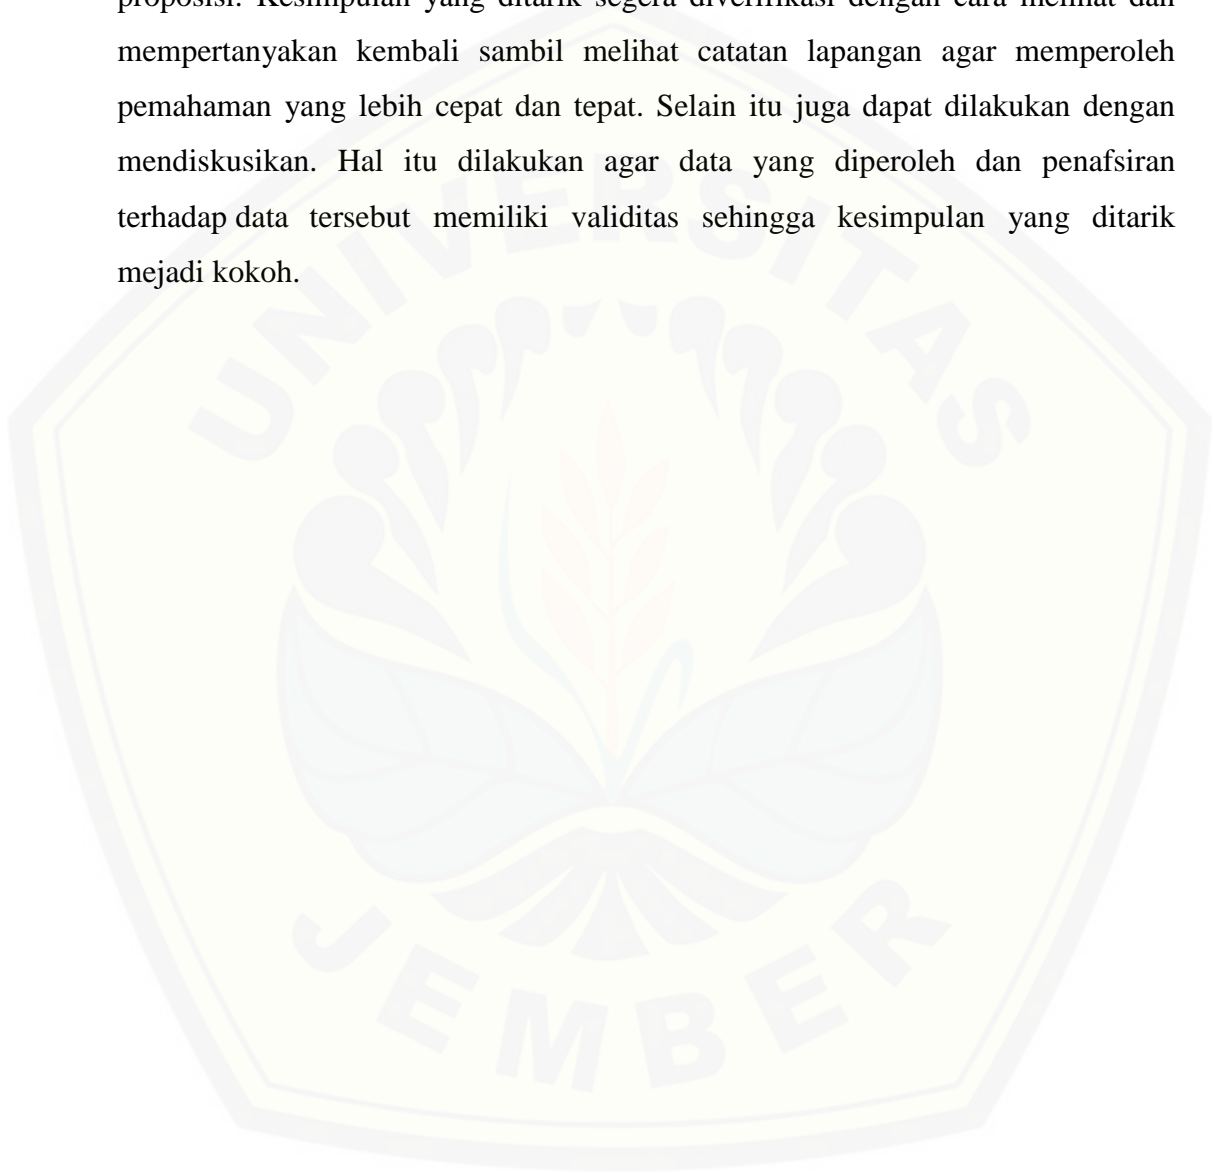 proposisi. Kesimpulan yang ditarik segera diverifikasi dengan cara melihat dan
mempertanyakan kembali sambil melihat catatan lapangan agar memperoleh
pemahaman yang lebih cepat dan tepat. Selain itu juga dapat dilakukan dengan
mendiskusikan. Hal itu dilakukan agar data yang diperoleh dan penafsiran
terhadap data tersebut memiliki validitas sehingga kesimpulan yang ditarik
mejadi kokoh.
UNIVERSITAS
JEMBER